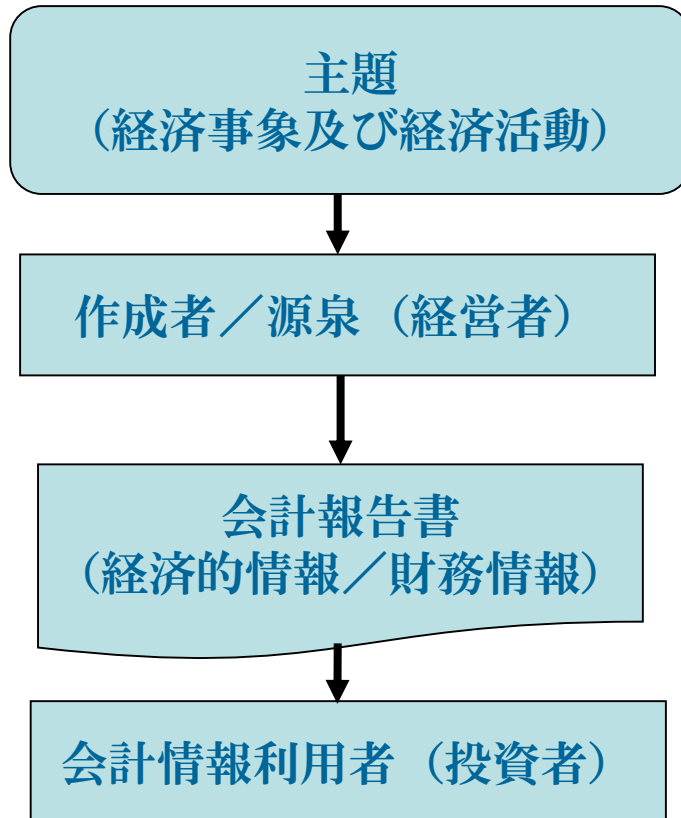 主題
（経済事象及び経済活動）
作成者／源泉（経営者）
会計報告書
（経済的情報／財務情報）
会計情報利用者（投資者）